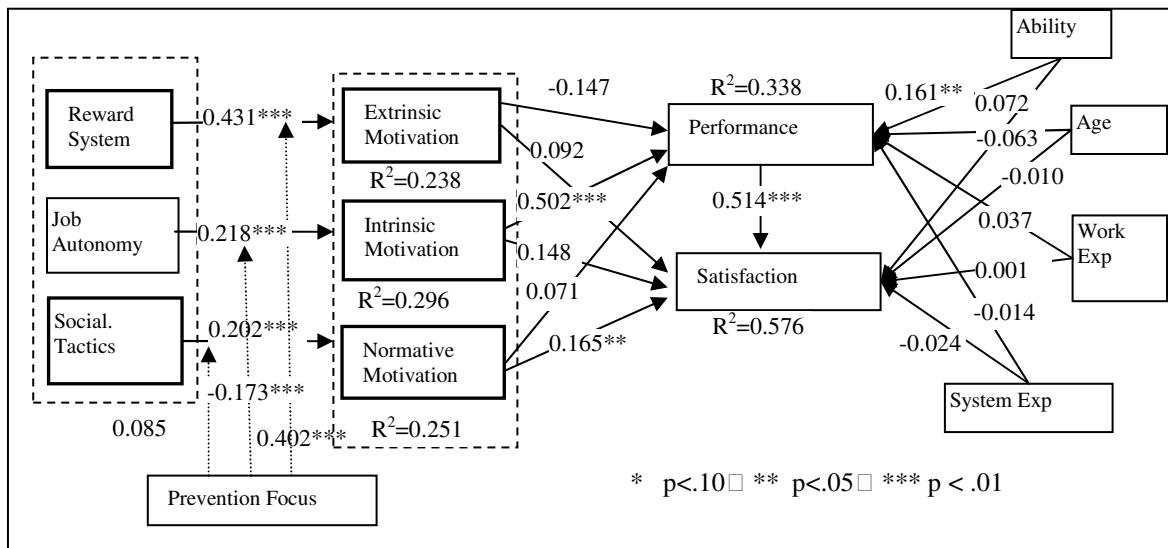 Ability
-0.147
R²=0.338
0.161**
0.072
Reward
System
0.431***
Extrinsic
Motivation
Performance
Age
-0.063
0.092
R²=0.238
-0.010
0.502***
0.514***
Job
Autonomy
0.218***
Intrinsic
Motivation
0.037
Work
Exp
0.148
Satisfaction
0.001
R²=0.296
0.071
Social.
Tactics
0.202***
R²=0.576
-0.014
Normative
Motivation
0.165**
-0.024
-0.173***
System Exp
0.085
0.402***
R²=0.251
Prevention Focus
* p<.10□ ** p<.05□ *** p < .01